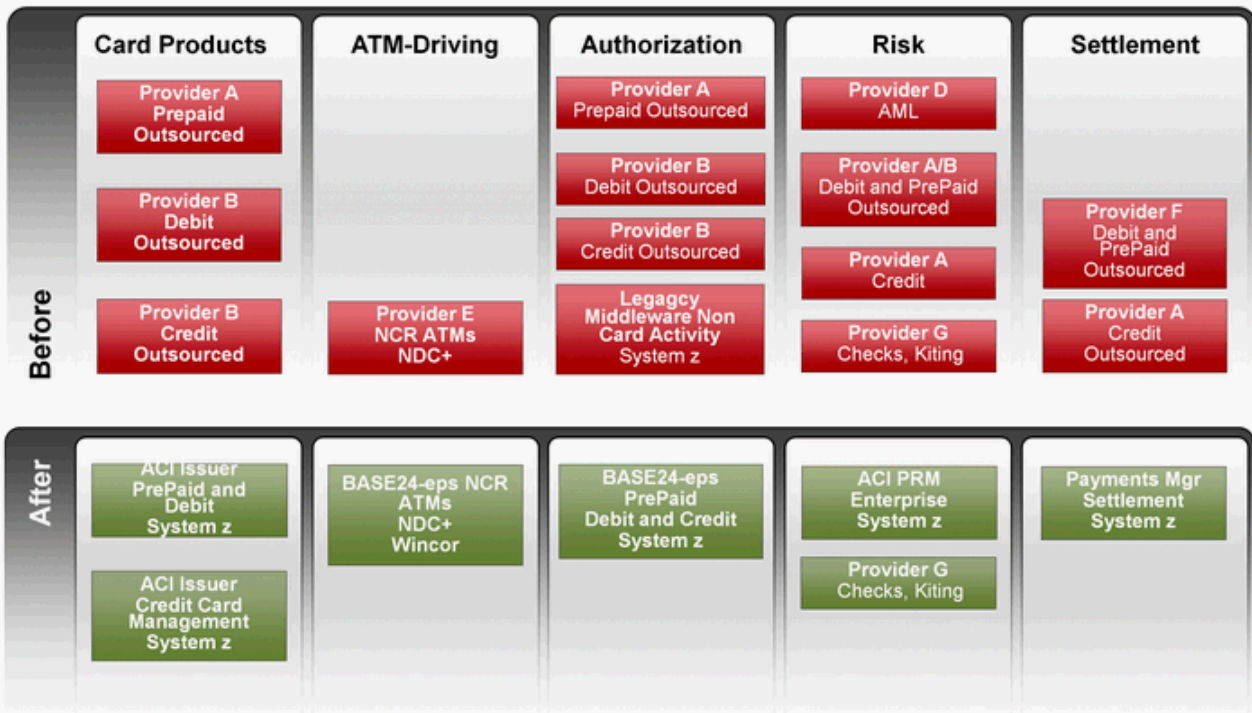 Card Products
ATM-Driving
Authorization
Risk
Settlement
Before
Provider A
Prepaid
Outsourced
Provider B
Debit
Outsourced
Provider B
Credit
Outsourced
Provider E
NCR ATMs
NDC+
Provider A
Prepaid Outsourced
Provider B
Debit Outsourced
Provider B
Credit Outsourced
Legagcy
Middleware Non
Card Activity
System z
Provider D
AML
Provider A/B
Debit and PrePaid
Outsourced
Provider A
Credit
Provider G
Checks, Kiting
Provider F
Debit and
PrePaid
Outsourced
Provider A
Credit
Outsourced
After
ACI Issuer
PrePaid and
Debit
System z
ACI Issuer
Credit Card
Management
System z
BASE24-eps NCR
ATMs
NDC+
Wincor
BASE24-eps
PrePaid
Debit and Credit
System z
ACI PRM
Enterprise
System z
Provider G
Checks, Kiting
Payments Mgr
Settlement
System z